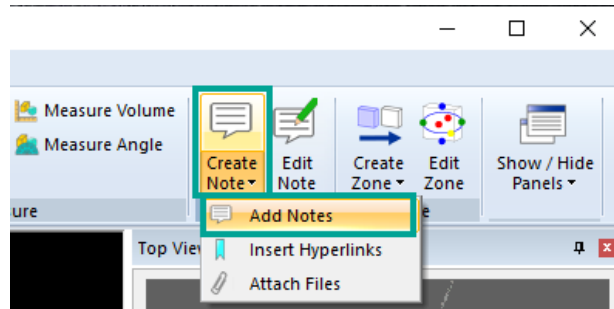 Measure Volume
Measure Angle
Create
Note
Edit
Note
Create
Zone
Edit
Zone
Show / Hide
Panels
ure
e
Add Notes
Insert Hyperlinks
Attach Files
Top Vie